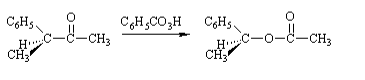 C6H5, O C6H5CO3H C6H5, O
H C—C—CH3 H C—O—C—CH3
CH3 CH3